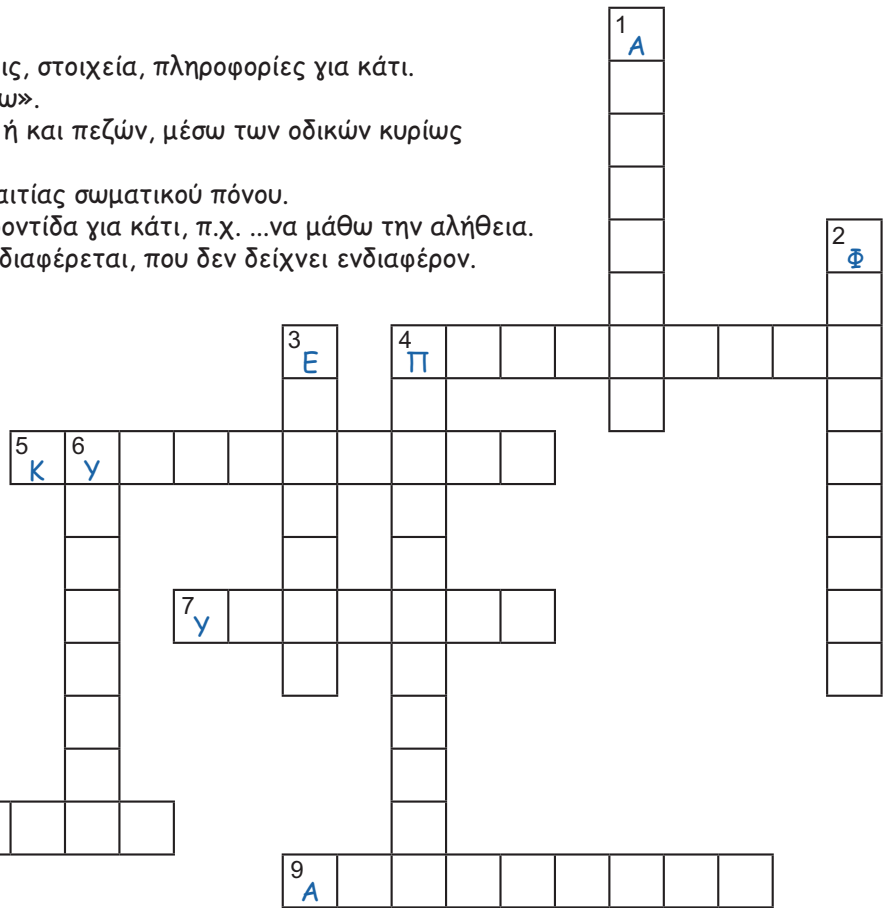 ις, στοιχεία, πληροφορίες για κάτι.
ω».
ή και πεζών, μέσω των οδικών κυρίως
αιτίας σωματικού πόνου.
οντίδα για κάτι, π.χ. ...να μάθω την αλήθεια.
διαφέρεται, που δεν δείχνει ενδιαφέρον.
1 Α
2 Φ
3 Ε
4 Π
5 Κ
6 Υ
7 Υ
9 Α